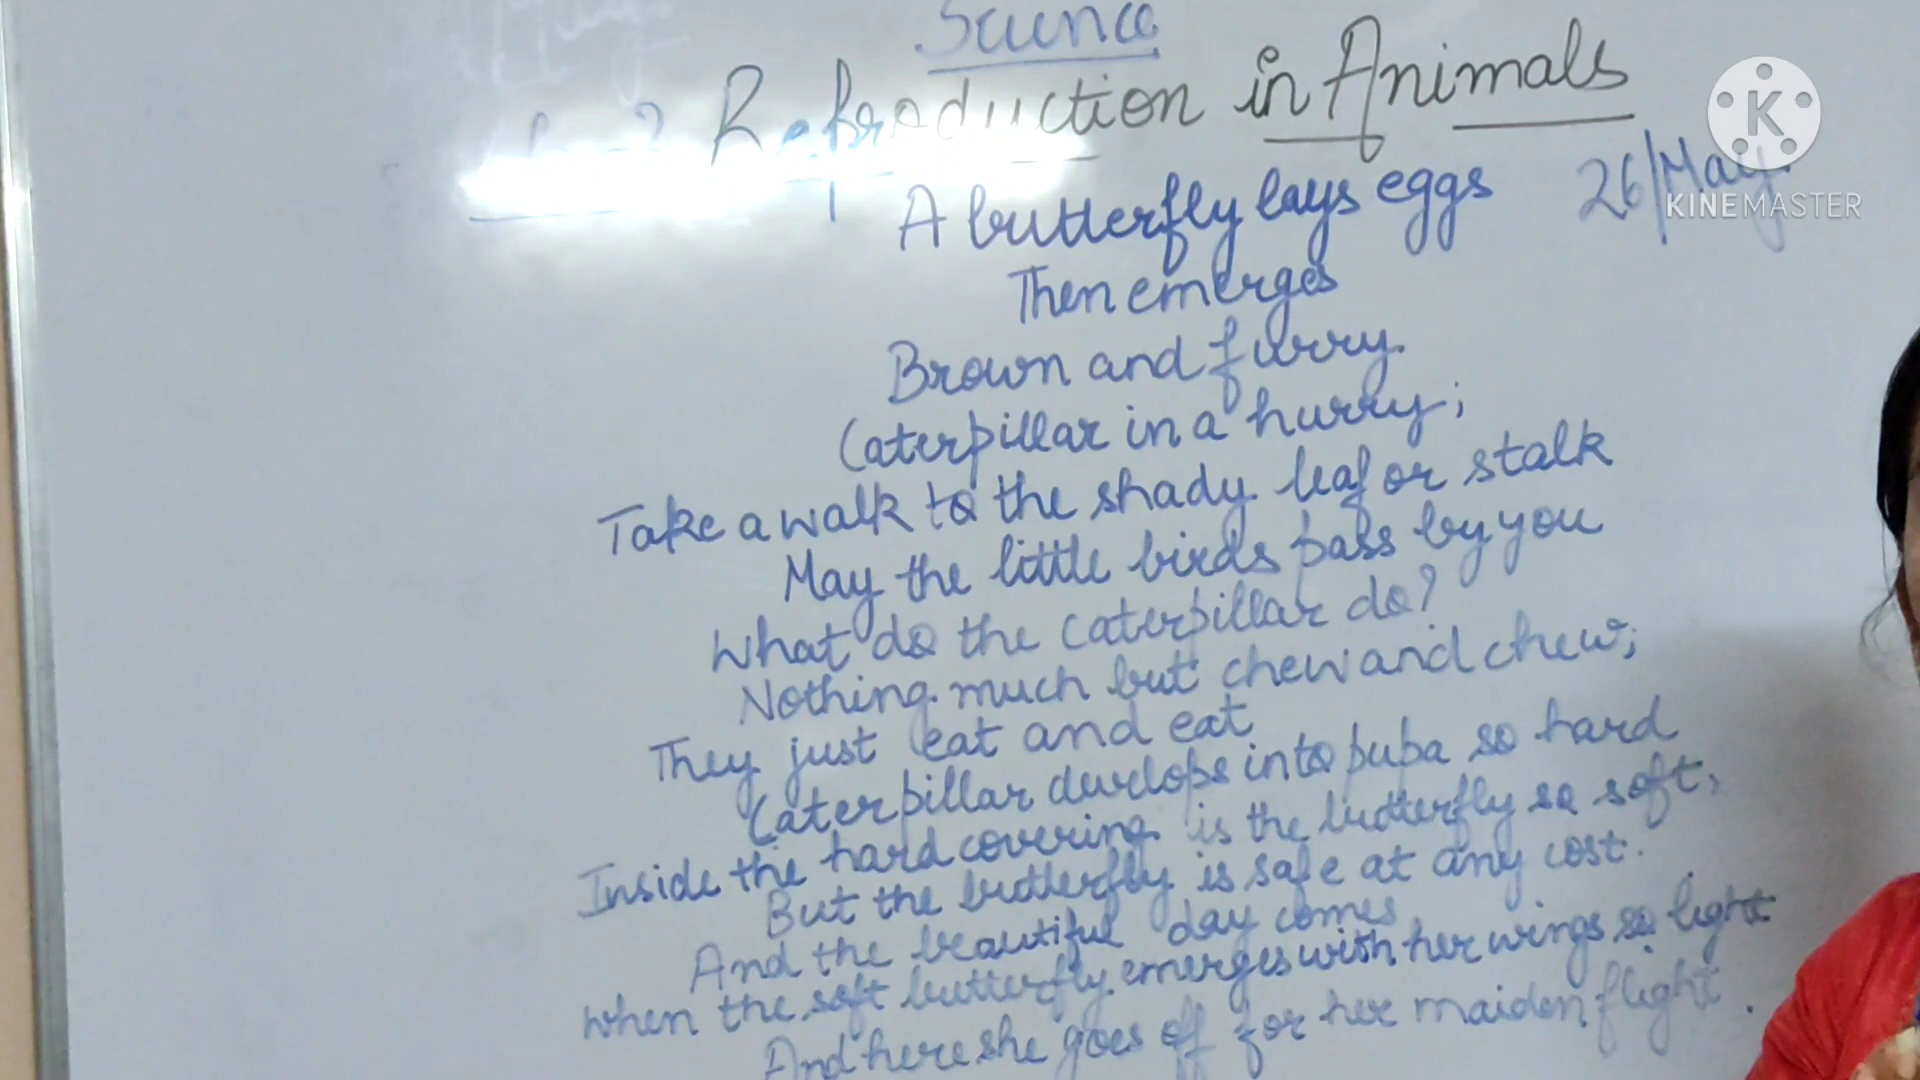 Science
Reproduction in Animals
26/May
K
KINEMASTER
A butterfly lays eggs
Then emerges
Brown and furry
Caterpillar in a hurry;
Take a walk to the shady leaf or stalk
May the little birds pass by you
What do the caterpillar do?
Nothing much but chew and chew;
They just eat and eat
Caterpillar develops into pupa so hard
Inside the hard covering is the butterfly so soft,
But the butterfly is safe at any cost.
And the beautiful day comes
When the soft butterfly emerges with her wings so light
And here she goes off for her maiden flight.